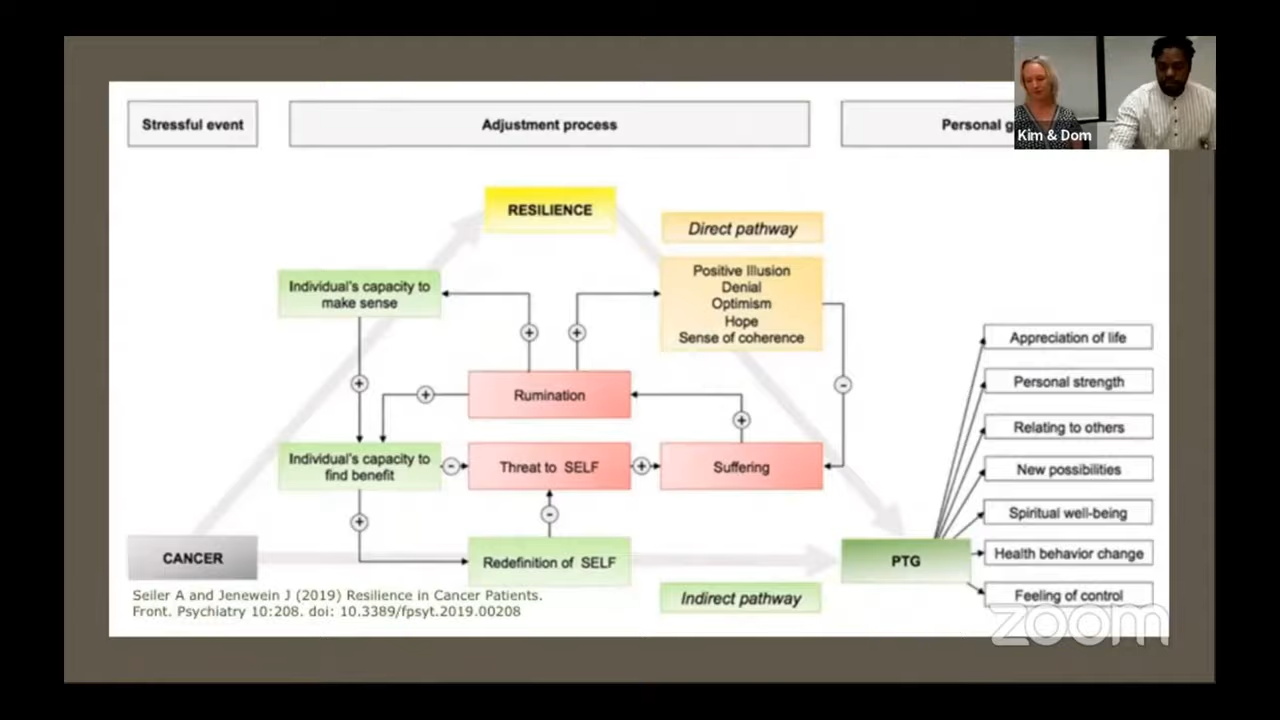 Stressful event
Adjustment process
Personal
Kim & Dom
RESILIENCE
Direct pathway
Individual's capacity to
make sense
Positive Illusion
Denial
Optimism
Hope
Sense of coherence
+
+
+
+
-
+
Rumination
Individual's capacity to
find benefit
-
Threat to SELF
+
Suffering
+
-
CANCER
Redefinition of SELF
PTG
Indirect pathway
Appreciation of life
Personal strength
Relating to others
New possibilities
Spiritual well-being
Health behavior change
Feeling of control
Seiler A and Jenewein J (2019) Resilience in Cancer Patients.
Front. Psychiatry 10:208. doi: 10.3389/fpsyt.2019.00208
zoom